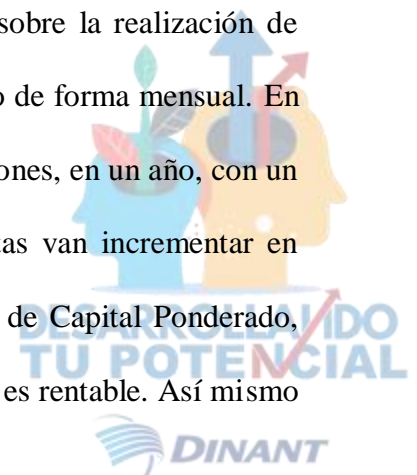 sobre la realización de
o de forma mensual. En
ones, en un año, con un
tas van incrementar en
de Capital Ponderado,
DESARROLLANDO
TU POTENCIAL
es rentable. Así mismo
DINANT